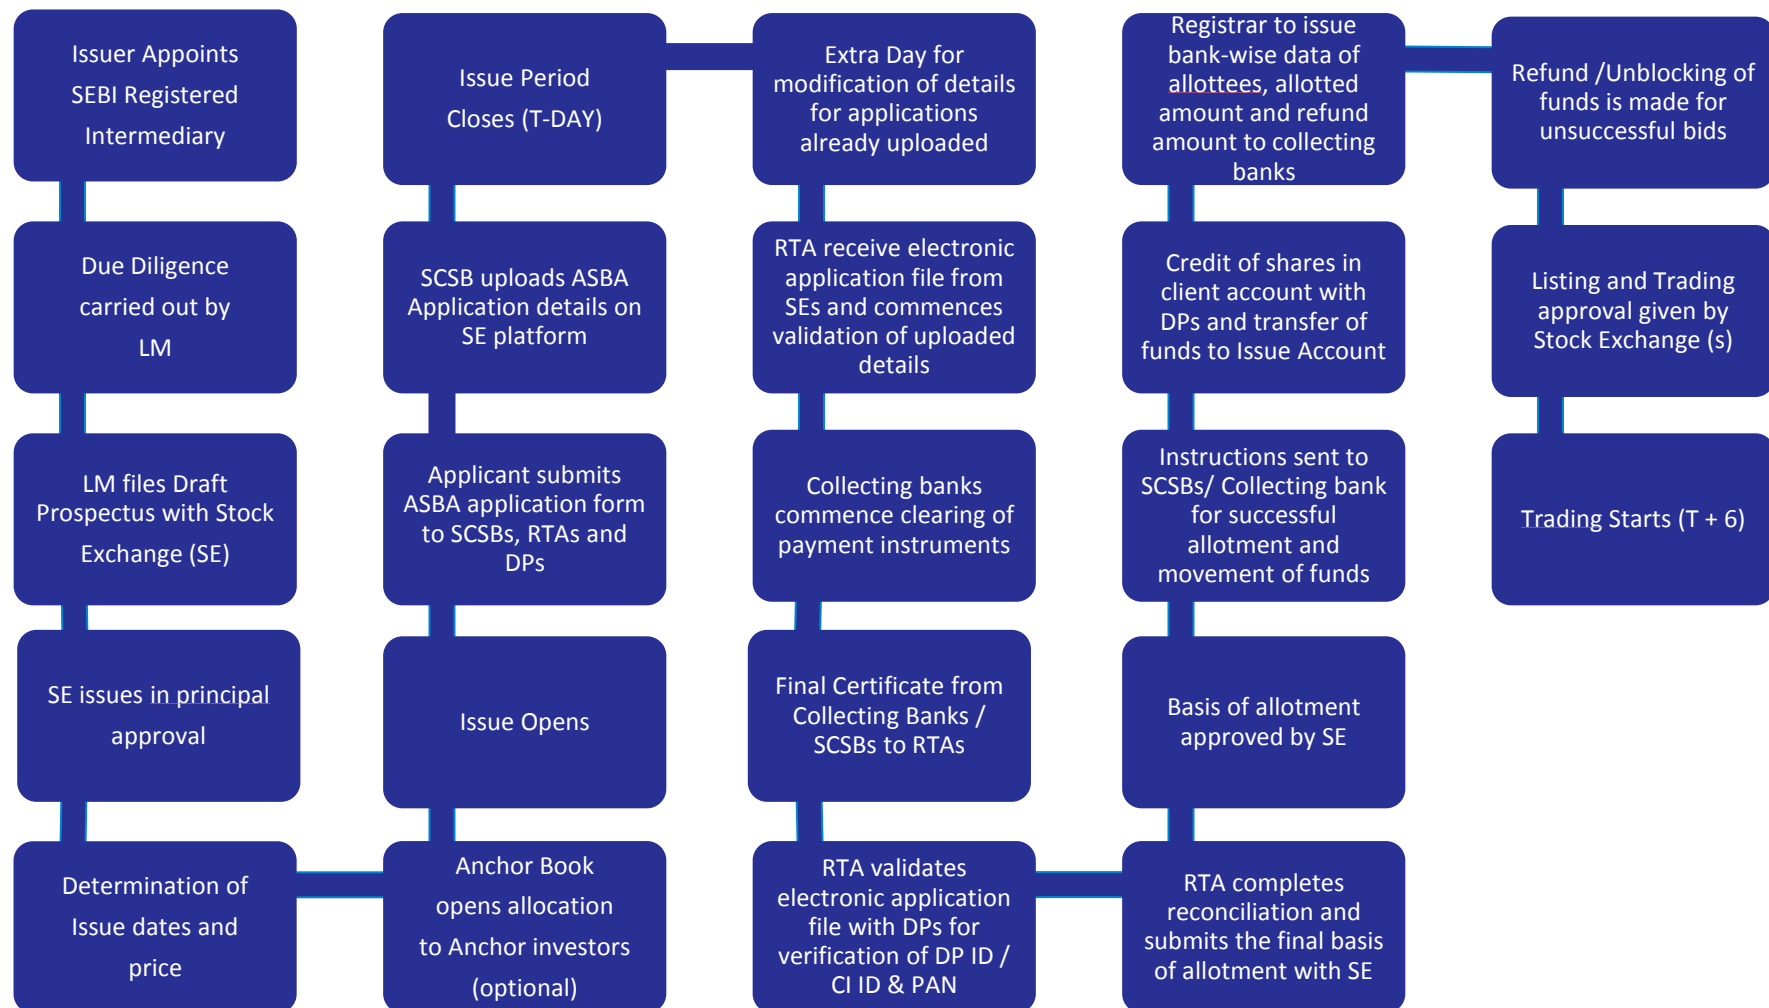 Issuer Appoints
SEBI Registered
Intermediary
Due Diligence
carried out by
LM
LM files Draft
Prospectus with Stock
Exchange (SE)
SE issues in principal
approval
Determination of
Issue dates and
price
Anchor Book
opens allocation
to Anchor investors
(optional)
Issue Opens
Applicant submits
ASBA application form
to SCSBs, RTAs and
DPs
SCSB uploads ASBA
Application details on
SE platform
Issue Period
Closes (T-DAY)
Extra Day for
modification of details
for applications
already uploaded
RTA receive electronic
application file from
SEs and commences
validation of uploaded
details
Collecting banks
commence clearing of
payment instruments
Final Certificate from
Collecting Banks /
SCSBs to RTAs
RTA validates
electronic application
file with DPs for
verification of DP ID /
CI ID & PAN
RTA completes
reconciliation and
submits the final basis
of allotment with SE
Basis of allotment
approved by SE
Instructions sent to
SCSBs/ Collecting bank
for successful
allotment and
movement of funds
Credit of shares in
client account with
DPs and transfer of
funds to Issue Account
Registrar to issue
bank-wise data of
allottees, allotted
amount and refund
amount to collecting
banks
Refund /Unblocking of
funds is made for
unsuccessful bids
Listing and Trading
approval given by
Stock Exchange (s)
Trading Starts (T + 6)